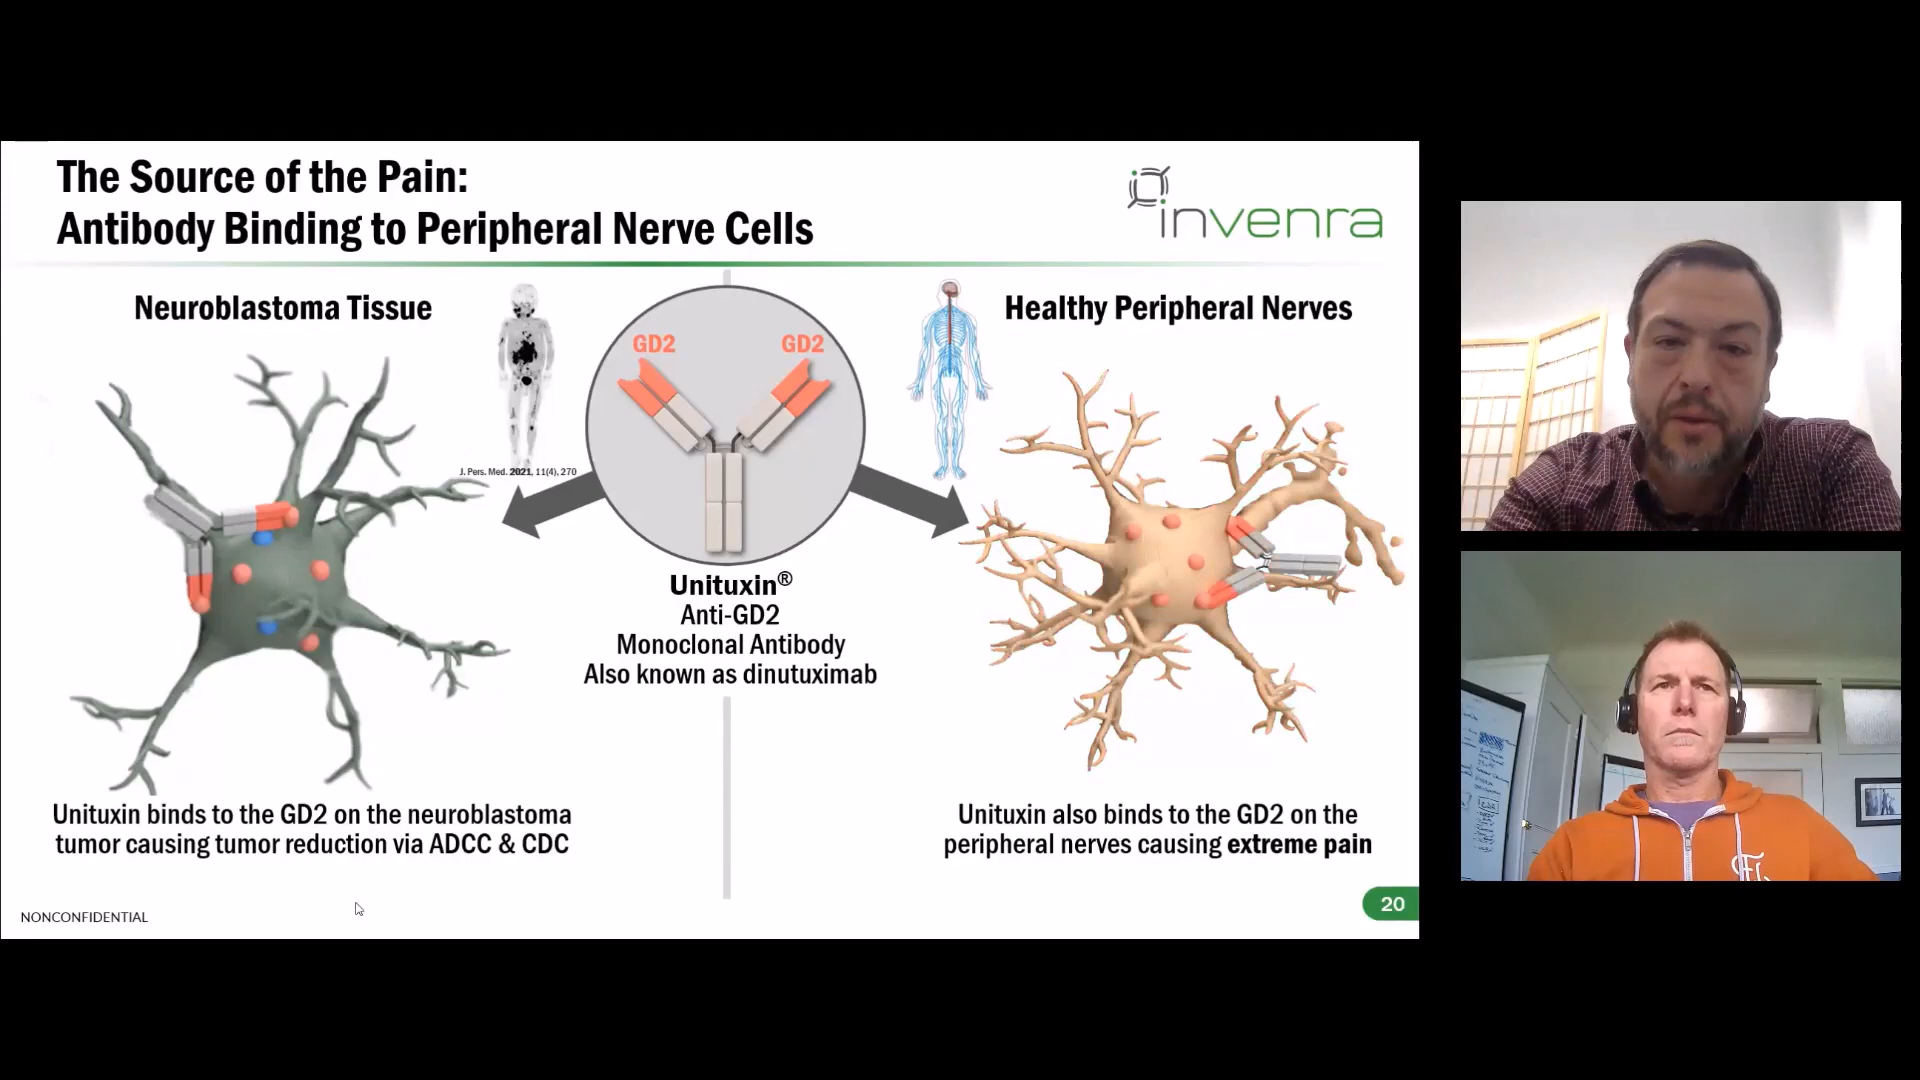 The Source of the Pain:
Antibody Binding to Peripheral Nerve Cells
invenra
Neuroblastoma Tissue
Healthy Peripheral Nerves
GD2
GD2
J. Pers. Med. 2021, 11(4), 270
Unituxin®
Anti-GD2
Monoclonal Antibody
Also known as dinutuximab
Unituxin binds to the GD2 on the neuroblastoma
tumor causing tumor reduction via ADCC & CDC
Unituxin also binds to the GD2 on the
peripheral nerves causing extreme pain
NONCONFIDENTIAL
20